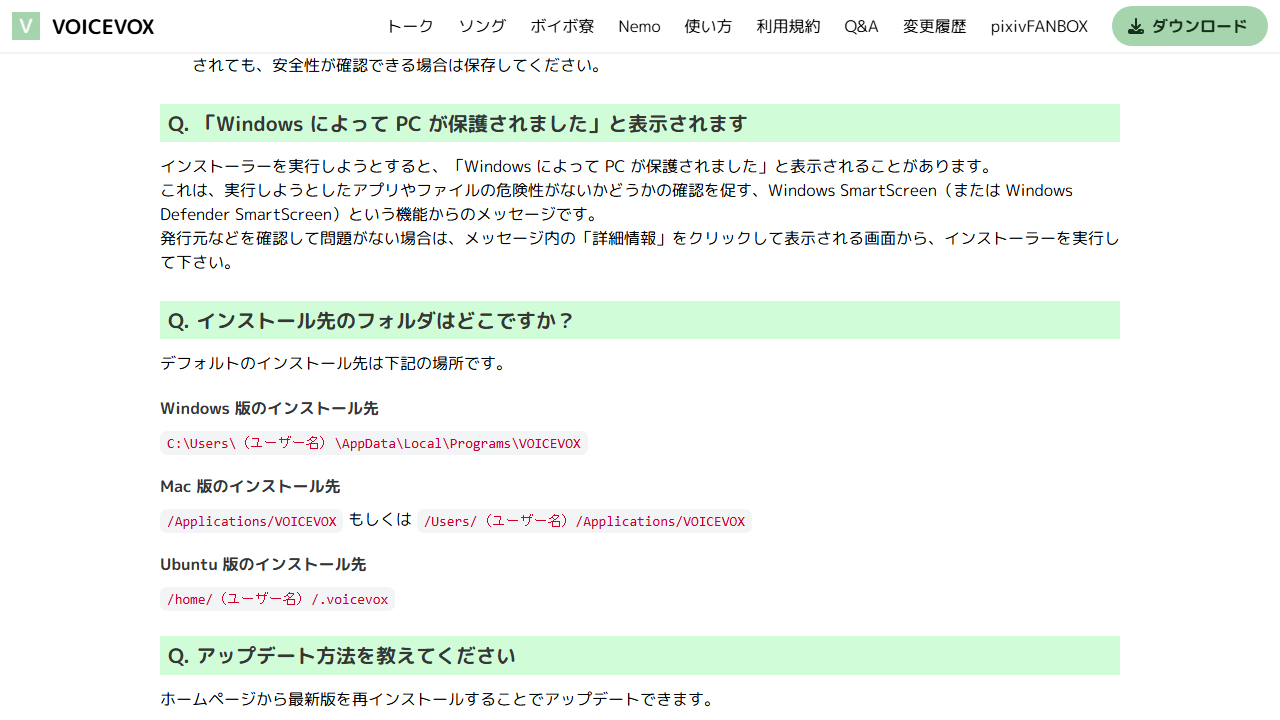 V VOICEVOX トーク ソング ボイボ寮 Nemo 使い方 利用規約 Q&A 変更履歴 pixivFANBOX ダウンロード
されても、安全性が確認できる場合は保存してください。
Q. 「Windows によって PC が保護されました」と表示されます
インストーラーを実行しようとすると、「Windows によって PC が保護されました」と表示されることがあります。
これは、実行しようとしたアプリやファイルの危険性がないかどうかの確認を促す、Windows SmartScreen（または Windows
Defender SmartScreen）という機能からのメッセージです。
発行元などを確認して問題がない場合は、メッセージ内の「詳細情報」をクリックして表示される画面から、インストーラーを実行し
て下さい。
Q. インストール先のフォルダはどこですか？
デフォルトのインストール先は下記の場所です。
Windows 版のインストール先
C:\Users\（ユーザー名）\AppData\Local\Programs\VOICEVOX
Mac 版のインストール先
/Applications/VOICEVOX もしくは /Users/（ユーザー名）/Applications/VOICEVOX
Ubuntu 版のインストール先
/home/（ユーザー名）/.voicevox
Q. アップデート方法を教えてください
ホームページから最新版を再インストールすることでアップデートできます。